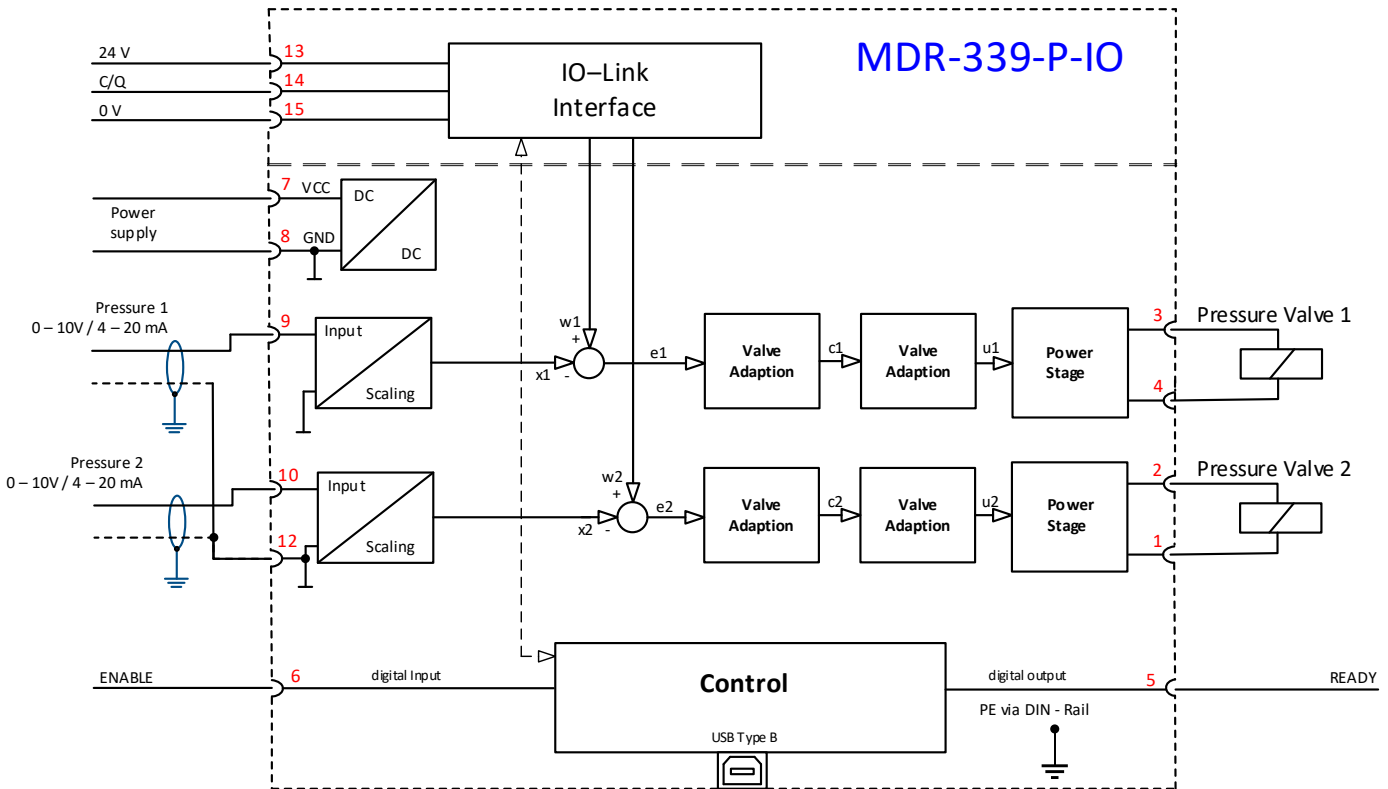 MDR-339-P-IO
24 V
13
C/Q
14
0 V
15
IO–Link
Interface
7
VCC
DC
DC
Power
supply
8
GND
Pressure 1
0 – 10V / 4 – 20 mA
9
Input
Scaling
w1
+
x1
-
e1
Valve
Adaption
c1
Valve
Adaption
u1
Power
Stage
3
4
Pressure Valve 1
Pressure 2
0 – 10V / 4 – 20 mA
10
12
Input
Scaling
w2
+
x2
-
e2
Valve
Adaption
c2
Valve
Adaption
u2
Power
Stage
2
1
Pressure Valve 2
ENABLE
6
digital Input
Control
USB Type B
digital output
5
READY
PE via DIN - Rail